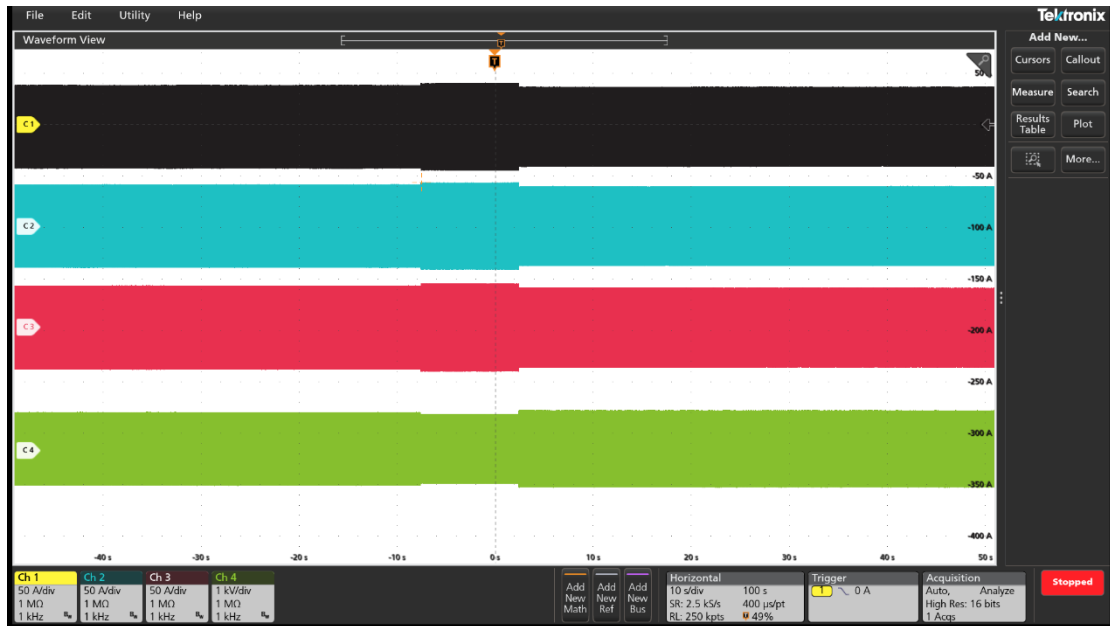 File Edit Utility Help
Tektronix
Waveform View
Add New...
T
T
Cursors Callout
50
Measure Search
C1
Results Table Plot
More...
-50 A
C2
-100 A
-150 A
C3
-200 A
-250 A
-300 A
C4
-350 A
-400 A
-40 s -30 s -20 s -10 s 0 s 10 s 20 s 30 s 40 s 50 s
Ch 1
50 A/div
1 MΩ
1 kHz
Ch 2
50 A/div
1 MΩ
1 kHz
Ch 3
50 A/div
1 MΩ
1 kHz
Ch 4
1 kV/div
1 MΩ
1 kHz
Add New Math
Add New Ref
Add New Bus
Horizontal
10 s/div 100 s
SR: 2.5 kS/s 400 µs/pt
RL: 250 kpts 49%
Trigger
1 0 A
Acquisition
Auto, Analyze
High Res: 16 bits
1 Acqs
Stopped